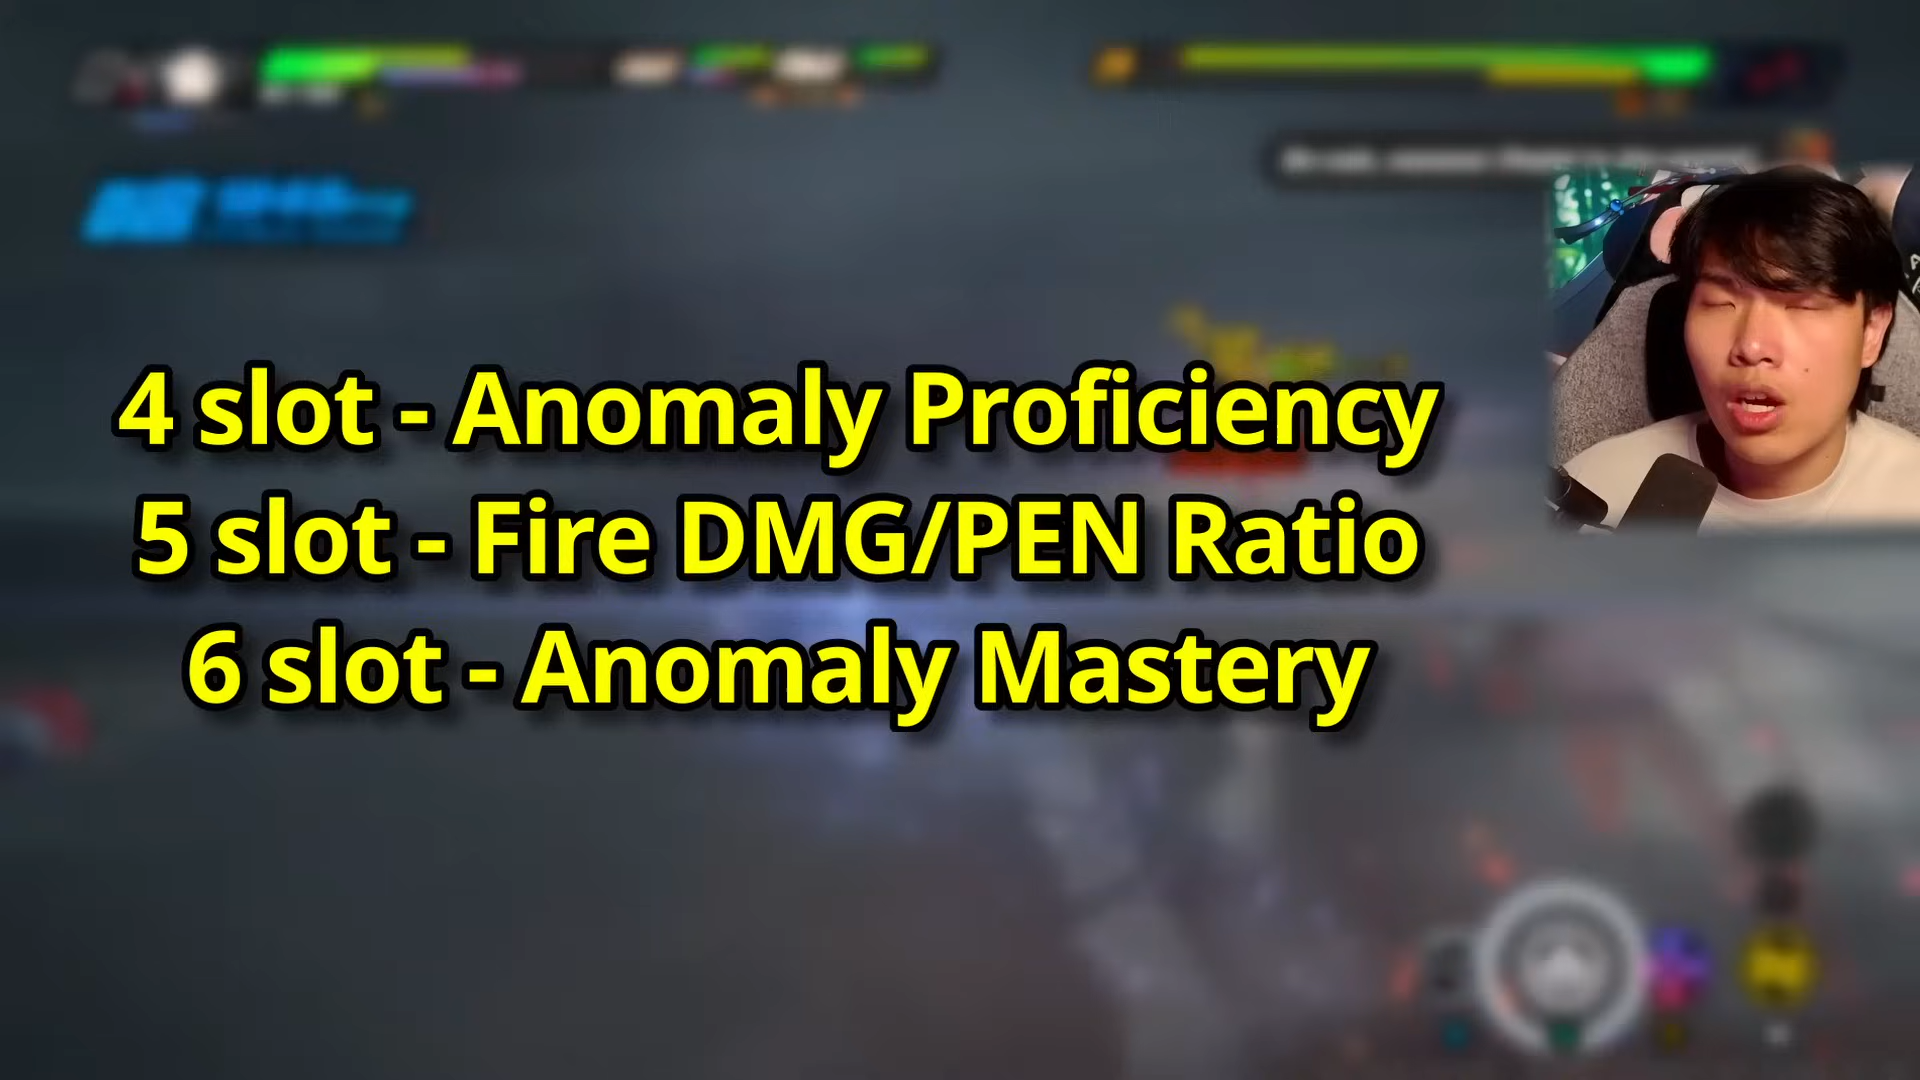 4 slot - Anomaly Proficiency
5 slot - Fire DMG/PEN Ratio
6 slot - Anomaly Mastery